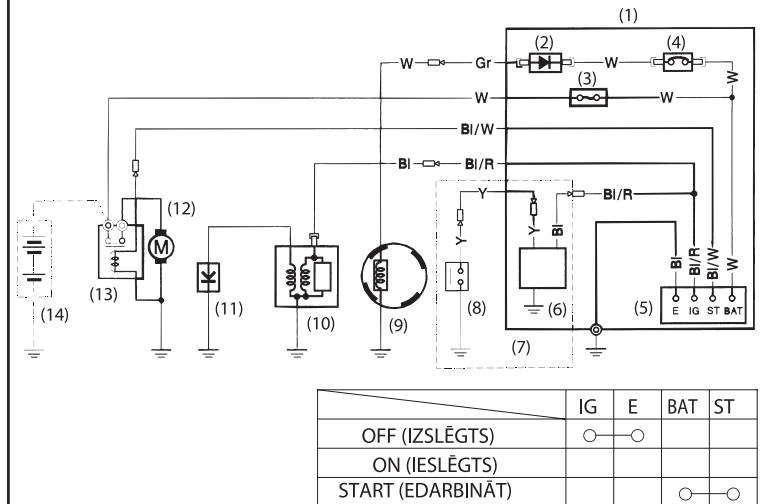 (1)
(2)
(4)
W
Gr
W
W
(3)
W
W
Bl/W
Bl
Bl/R
Y
Bl/R
(12)
Y
Bl
M
Y
Bl
Bl/R
Bl/W
W
(13)
(14)
(11)
(10)
(9)
(8)
(6)
(5)
E IG ST BAT
(7)
IG E BAT ST
OFF (IZSLĒGTS)
ON (IESLĒGTS)
START (EDARBINĀT)